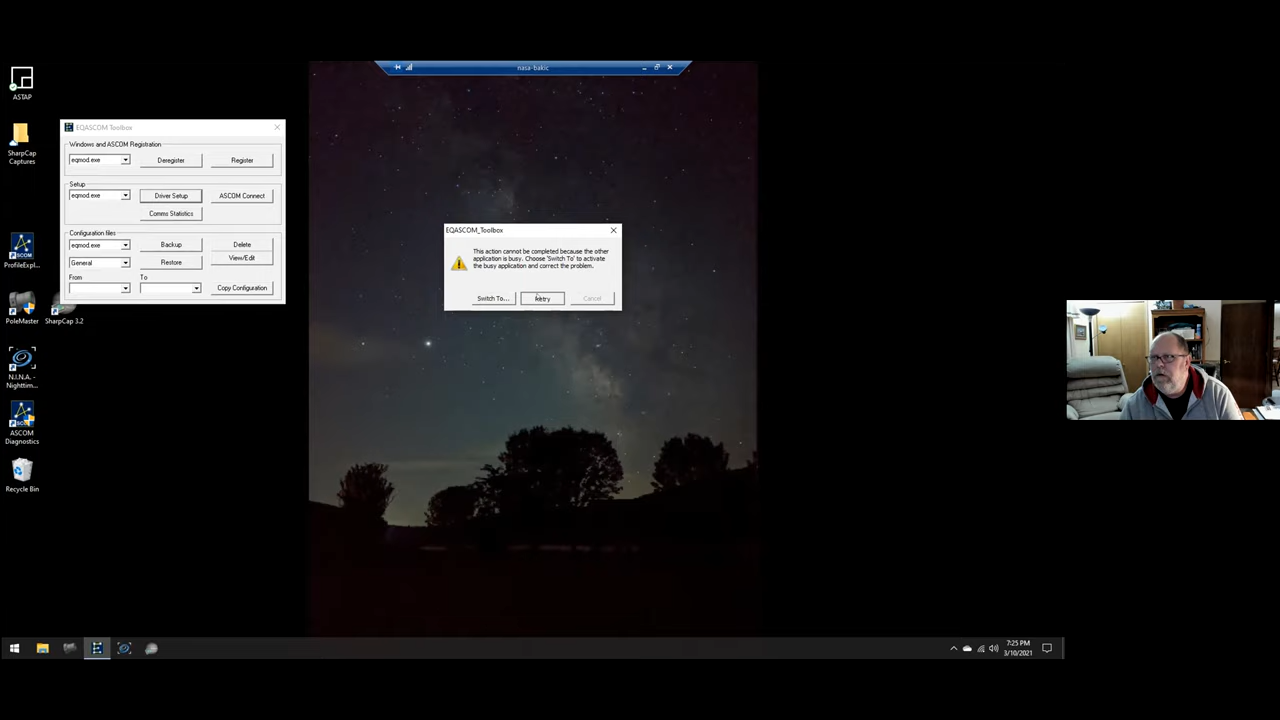 nasa-bakic
ASTAP
SharpCap
Captures
ProfileExpl...
PoleMaster
SharpCap 3.2
N.I.N.A. -
Nighttim...
ASCOM
Diagnostics
Recycle Bin
EQASCOM Toolbox
Windows and ASCOM Registration
eqmod.exe
Deregister
Register
Setup
eqmod.exe
Driver Setup
ASCOM Connect
Comms Statistics
Configuration files
eqmod.exe
Backup
Delete
General
Restore
View/Edit
From
To
Copy Configuration
EQASCOM_Toolbox
This action cannot be completed because the other
application is busy. Choose 'Switch To' to activate
the busy application and correct the problem.
Switch To...
Retry
Cancel
7:25 PM
3/10/2021